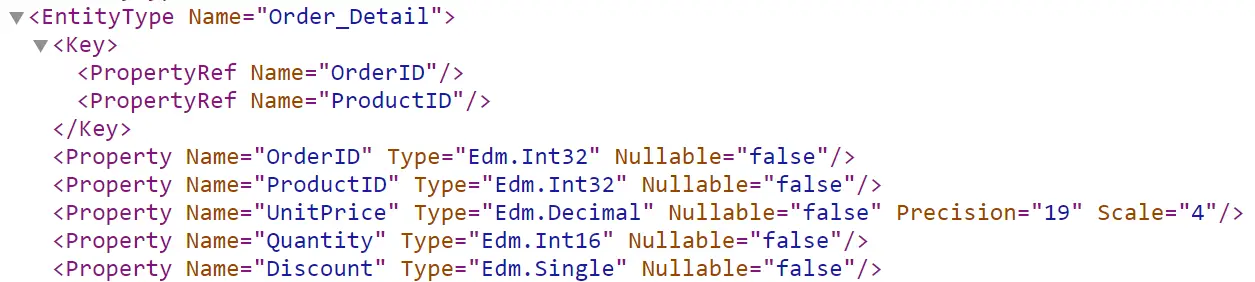 <EntityType Name="Order_Detail">
<Key>
<PropertyRef Name="OrderID"/>
<PropertyRef Name="ProductID"/>
</Key>
<Property Name="OrderID" Type="Edm.Int32" Nullable="false"/>
<Property Name="ProductID" Type="Edm.Int32" Nullable="false"/>
<Property Name="UnitPrice" Type="Edm.Decimal" Nullable="false" Precision="19" Scale="4"/>
<Property Name="Quantity" Type="Edm.Int16" Nullable="false"/>
<Property Name="Discount" Type="Edm.Single" Nullable="false"/>